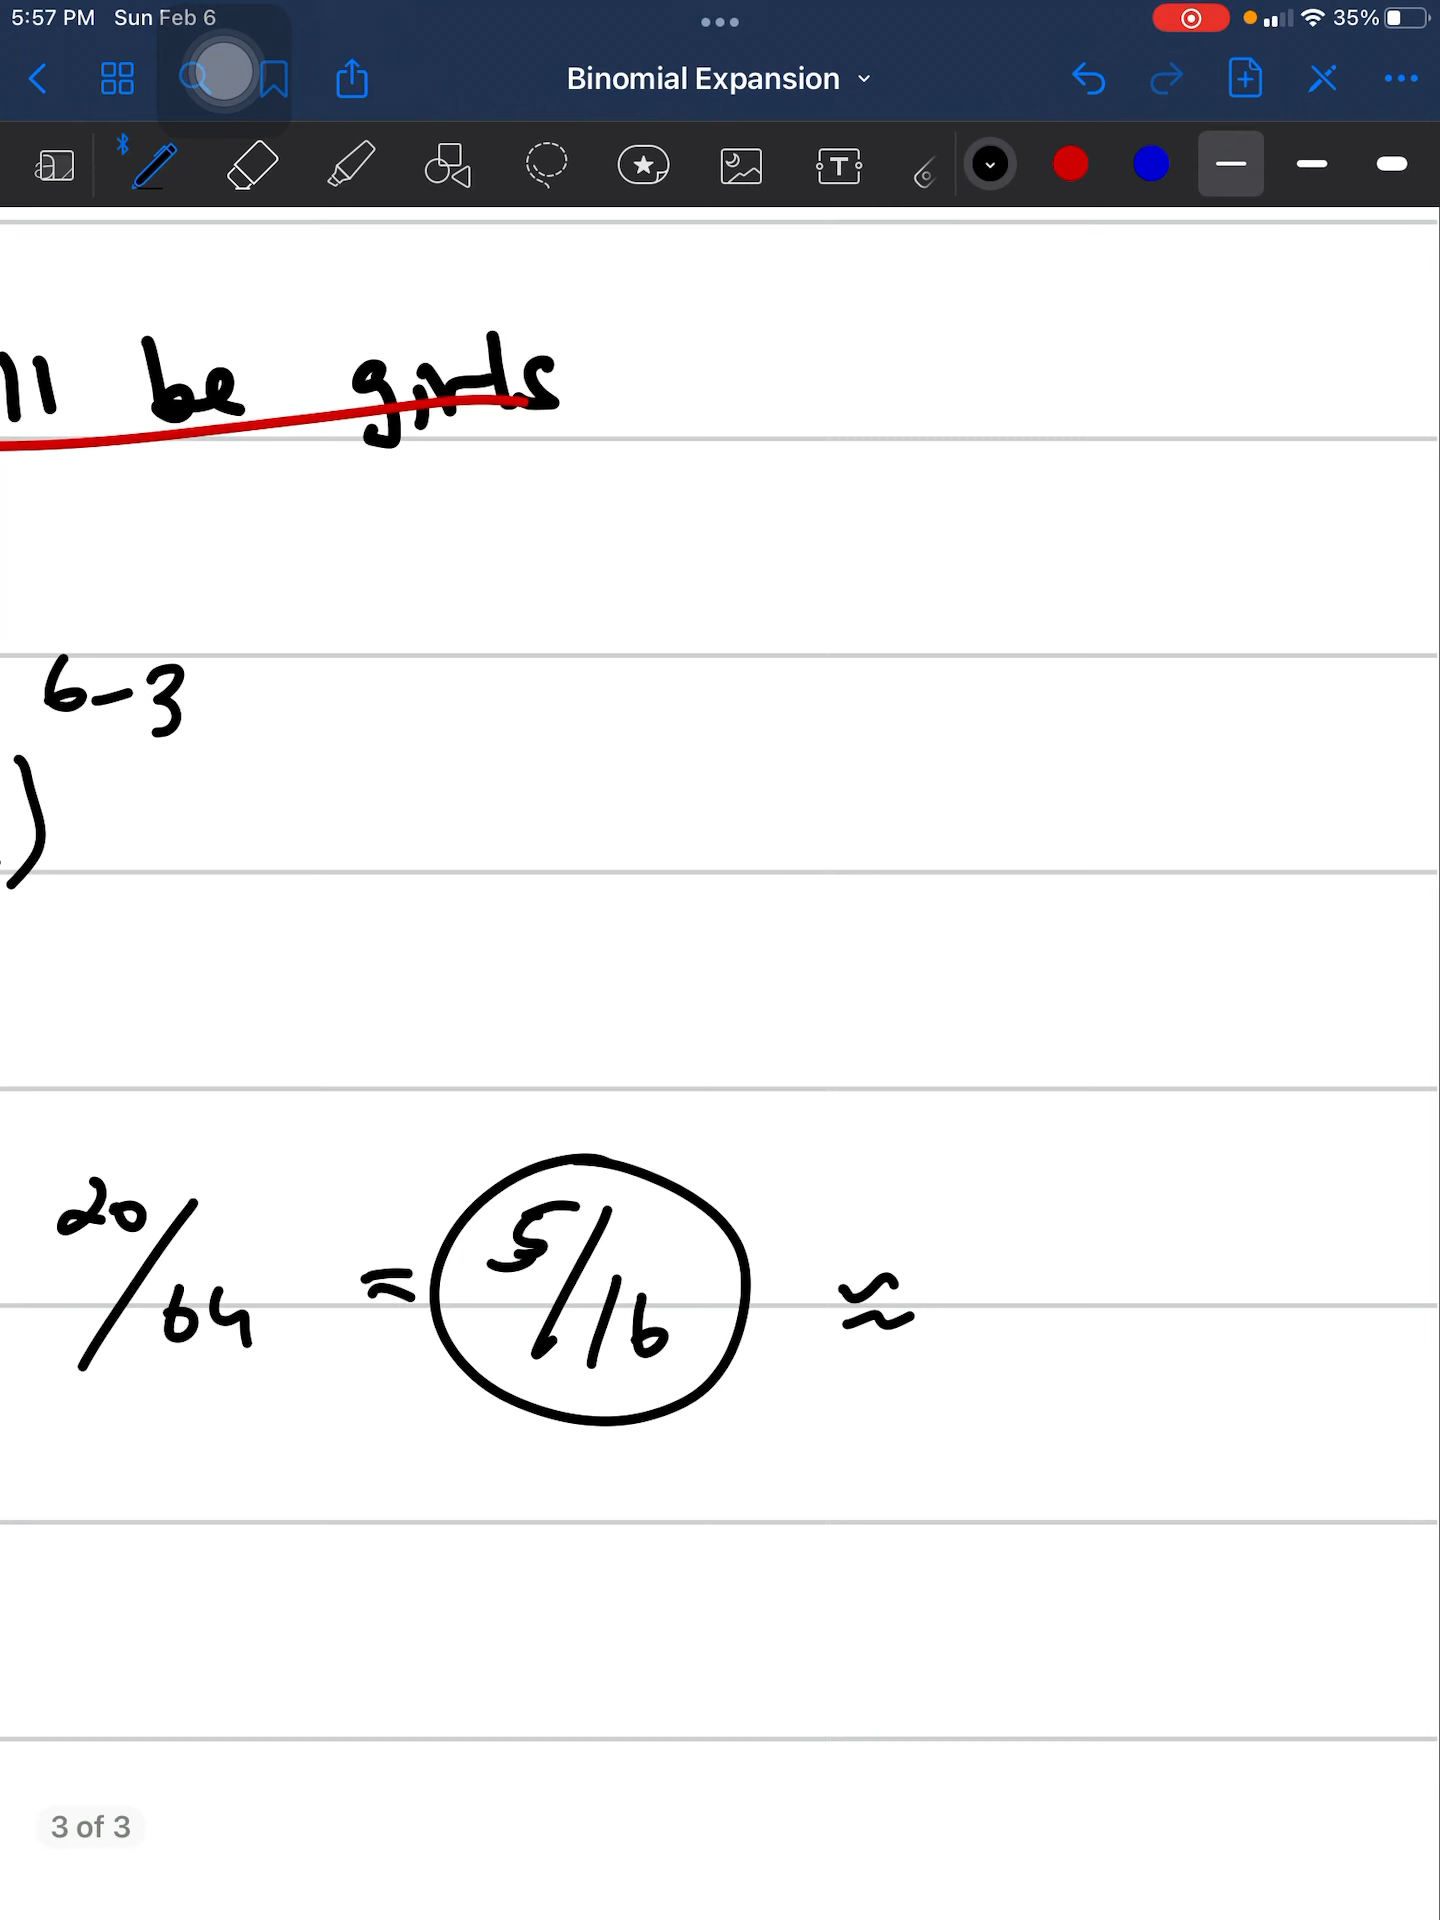 5:57 PM Sun Feb 6 35%
Binomial Expansion
T
ll be girls
6-3
)
20/64 = 5/16 ≈
3 of 3